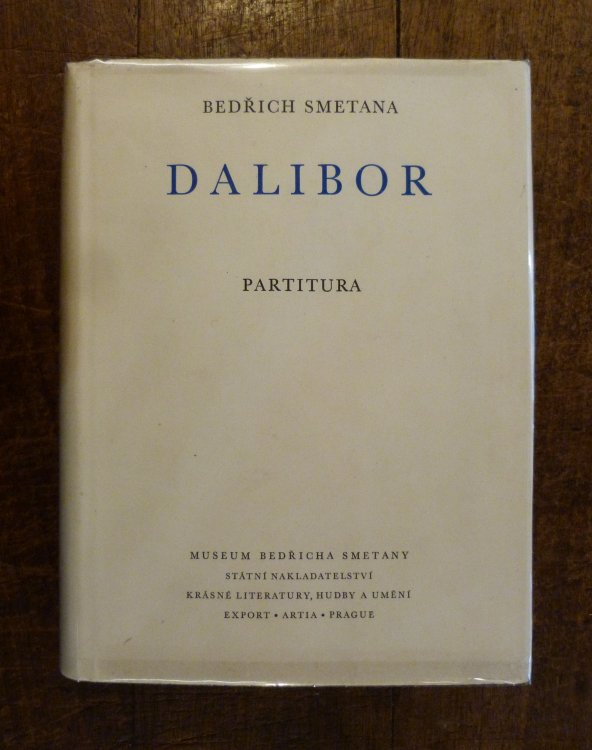 BEDŘICH SMETANA
DALIBOR
PARTITURA
MUSEUM BEDŘICHA SMETANY
STÁTNÍ NAKLADATELSTVÍ
KRÁSNÉ LITERATURY, HUDBY A UMĚNÍ
EXPORT • ARTIA • PRAGUE